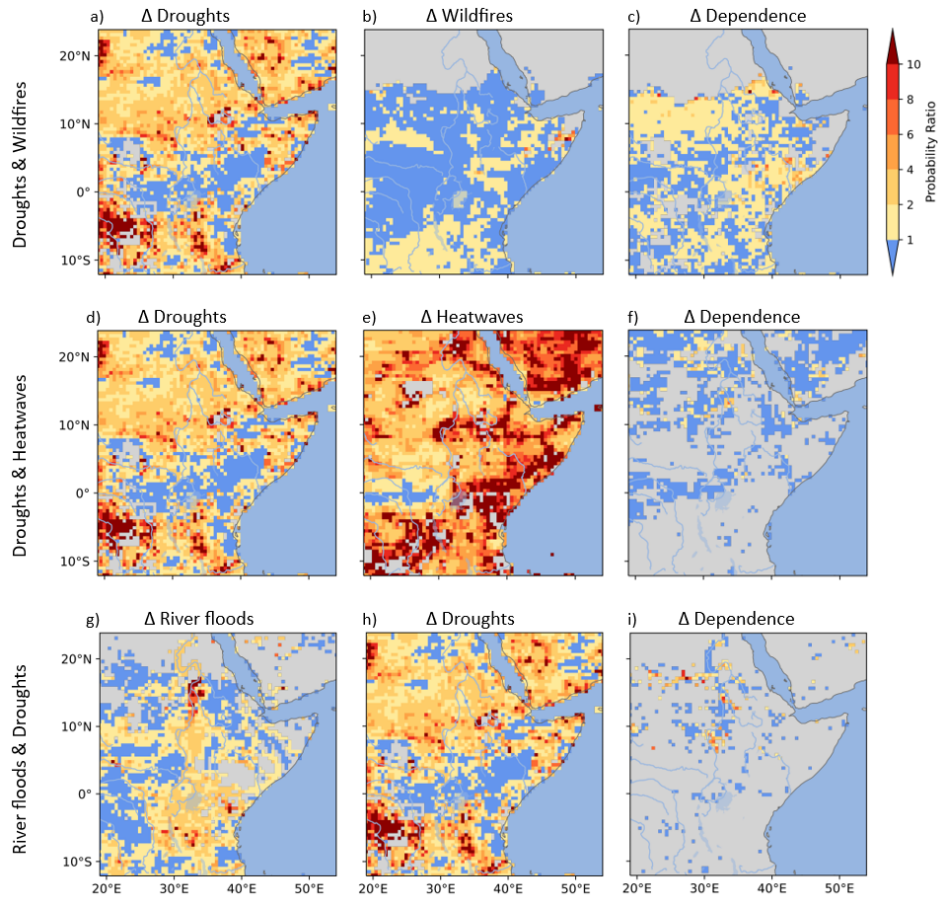 a) Δ Droughts
b) Δ Wildfires
c) Δ Dependence
Droughts & Wildfires
20°N
10°N
0°
10°S
10
8
6
4
2
1
Probability Ratio
d) Δ Droughts
e) Δ Heatwaves
f) Δ Dependence
Droughts & Heatwaves
20°N
10°N
0°
10°S
g) Δ River floods
h) Δ Droughts
i) Δ Dependence
River floods & Droughts
20°N
10°N
0°
10°S
20°E 30°E 40°E 50°E
20°E 30°E 40°E 50°E
20°E 30°E 40°E 50°E